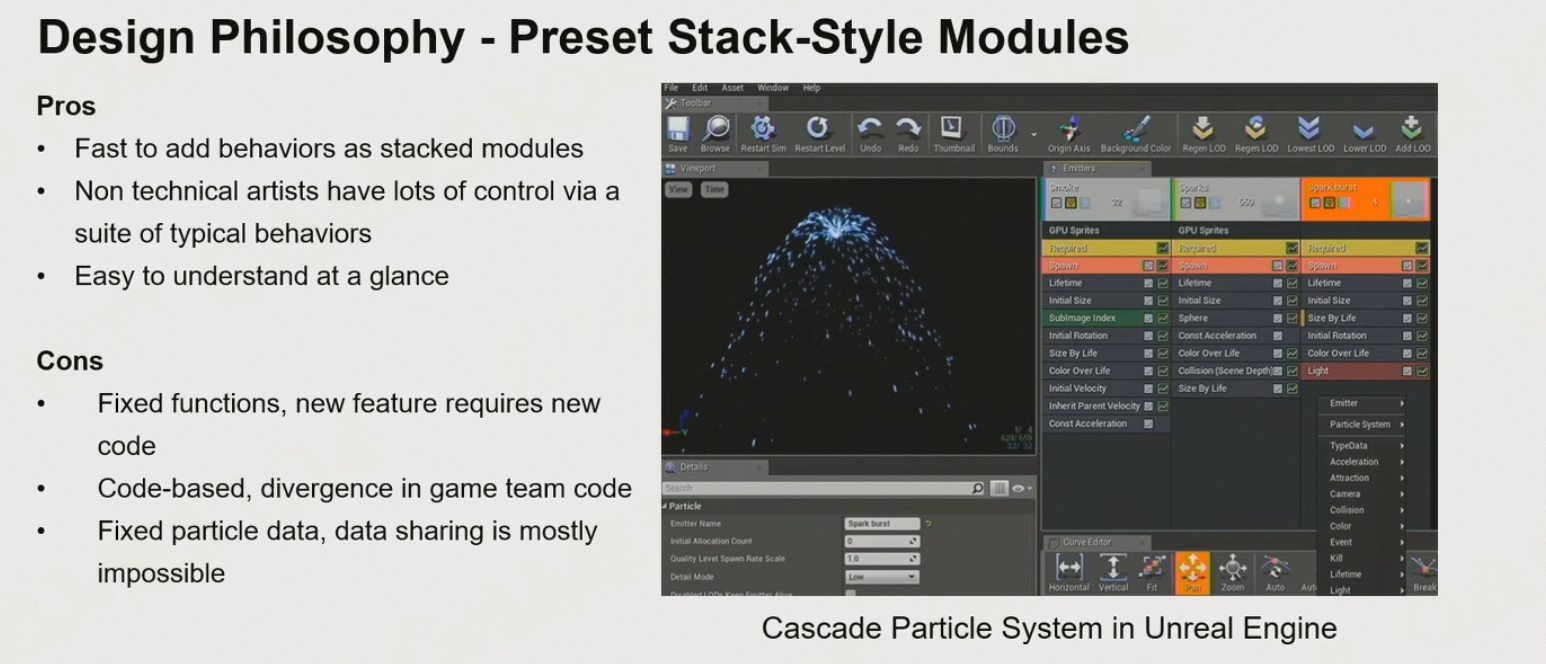 Design Philosophy - Preset Stack-Style Modules
Pros
• Fast to add behaviors as stacked modules
• Non technical artists have lots of control via a
suite of typical behaviors
• Easy to understand at a glance
Cons
• Fixed functions, new feature requires new
code
• Code-based, divergence in game team code
• Fixed particle data, data sharing is mostly
impossible
File Edit Asset Window Help
Toolbar
Save Browse Restart Sim Restart Level Undo Redo Thumbnail Bounds Origin Axis Background Color Regen LOD Regen LOD Lowest LOD Lower LOD Add LOD
Viewport
View Time
Y
Emitters
Smoke Sparks Spark burst
32 4
GPU Sprites GPU Sprites
Required Required Required
Spawn Spawn Spawn
Lifetime Lifetime Lifetime
Initial Size Initial Size Initial Size
SubImage Index Sphere Size By Life
Initial Rotation Const Acceleration Initial Rotation
Size By Life Color Over Life Color Over Life
Color Over Life Collision (Scene Depth) Light
Initial Velocity Size By Life
Inherit Parent Velocity
Const Acceleration
Emitter
Particle System
TypeData
Acceleration
Attraction
Camera
Collision
Color
Event
Kill
Lifetime
Light
Details
Search
Particle
Emitter Name Spark burst
Initial Allocation Count 0
Quality Level Spawn Rate Scale 1.0
Detail Mode Low
Curve Editor
Horizontal Vertical Fit Pan Zoom Auto Break
Cascade Particle System in Unreal Engine